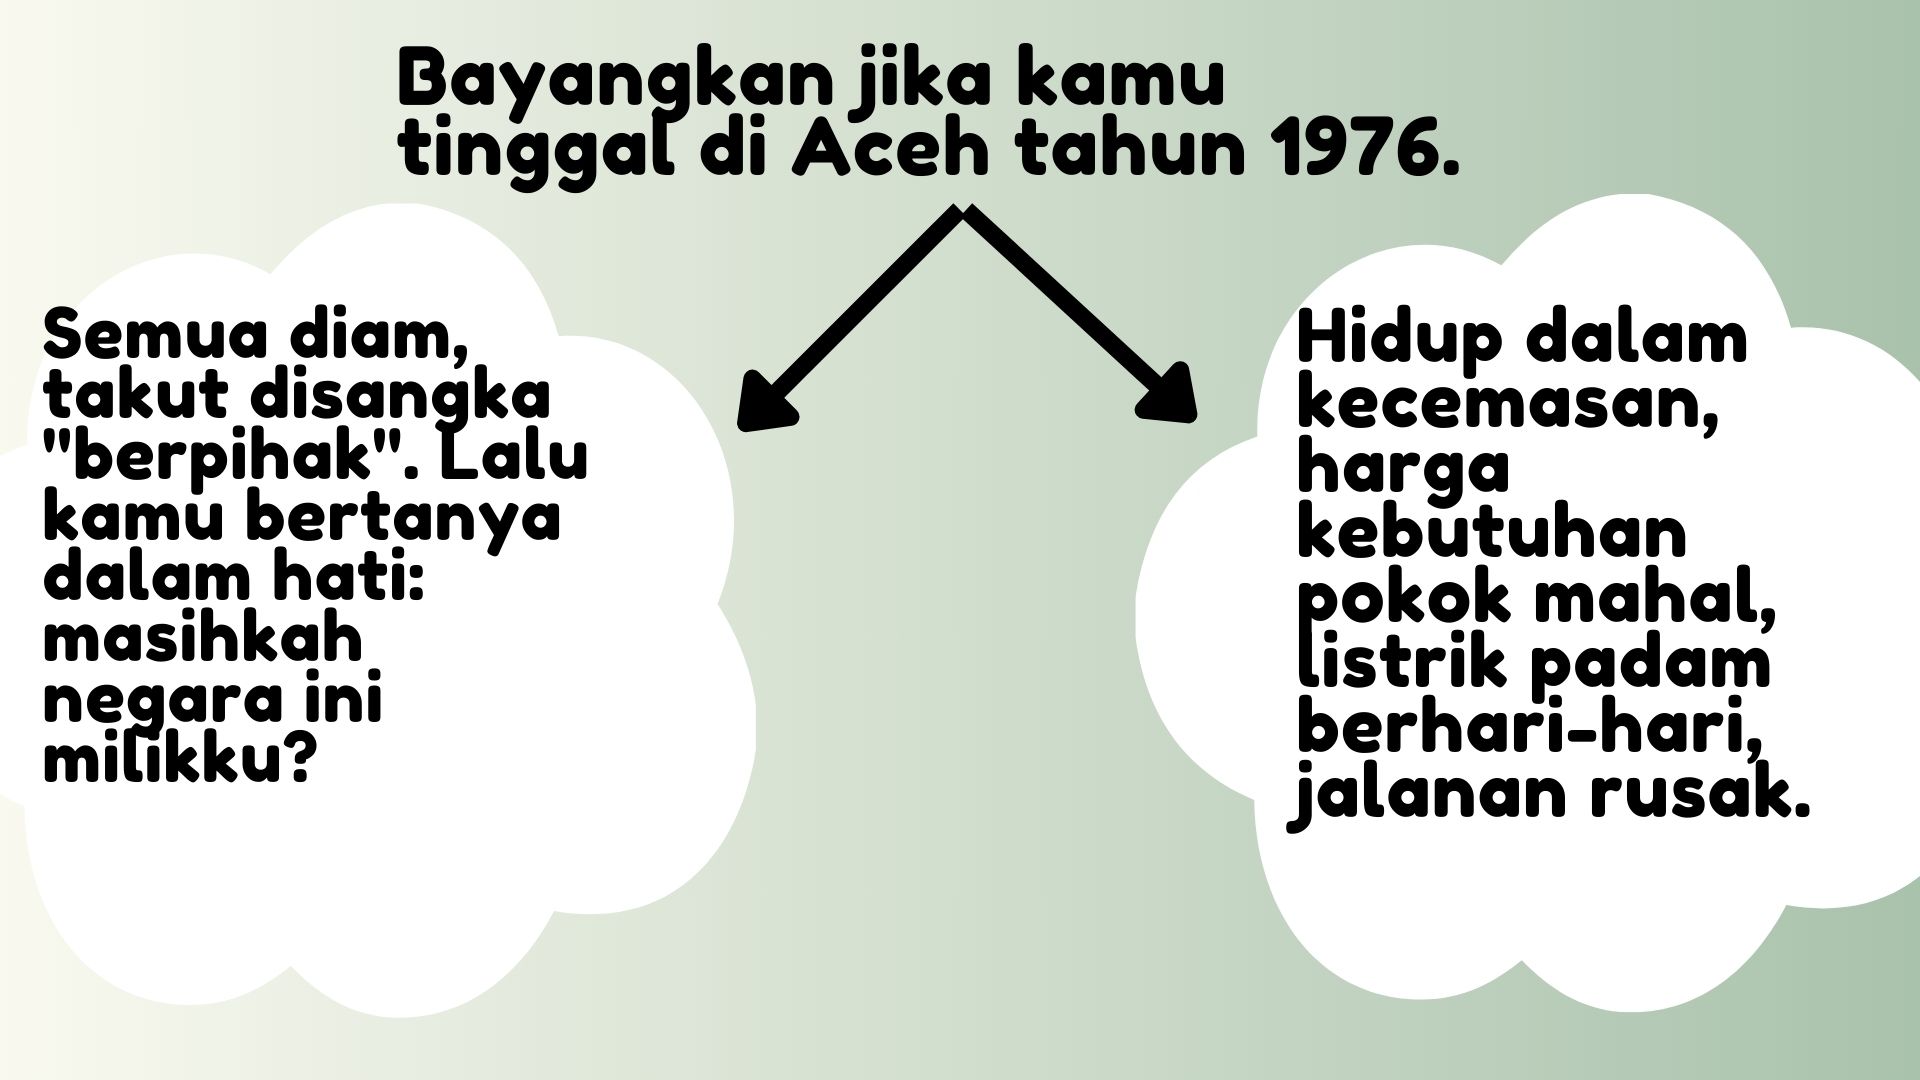 Bayangkan jika kamu
tinggal di Aceh tahun 1976.
Semua diam,
takut disangka
"berpihak". Lalu
kamu bertanya
dalam hati:
masihkah
negara ini
milikku?
Hidup dalam
kecemasan,
harga
kebutuhan
pokok mahal,
listrik padam
berhari-hari,
jalanan rusak.